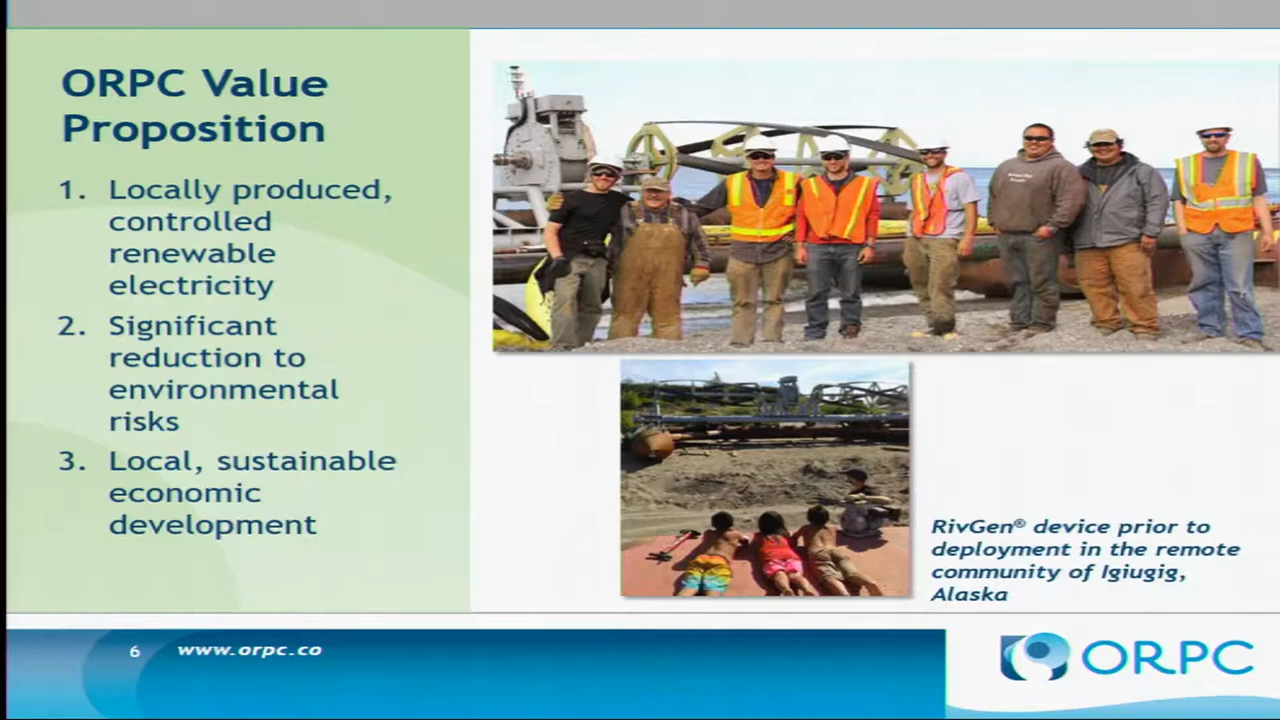 ORPC Value
Proposition
1. Locally produced,
controlled
renewable
electricity
2. Significant
reduction to
environmental
risks
3. Local, sustainable
economic
development
RivGen® device prior to
deployment in the remote
community of Igiugig,
Alaska
6 www.orpc.co
ORPC